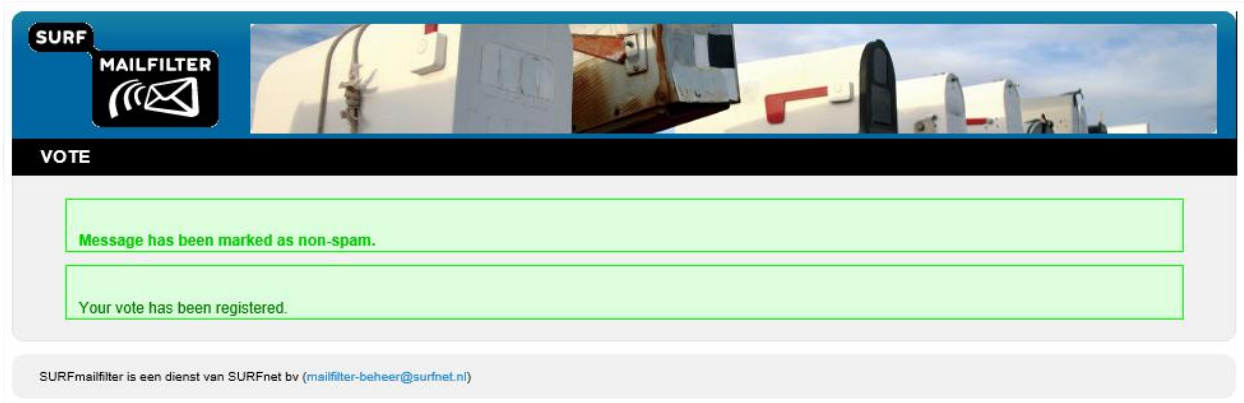 SURF
MAILFILTER
VOTE
Message has been marked as non-spam.
Your vote has been registered.
SURFmailfilter is een dienst van SURFnet bv (mailfilter-beheer@surfnet.nl)